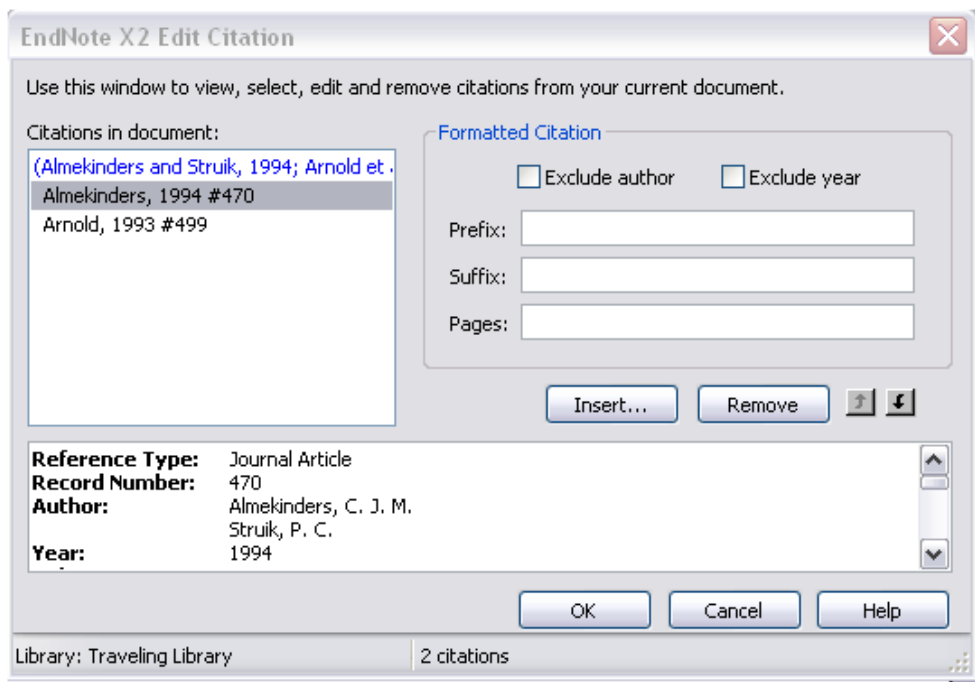 EndNote X2 Edit Citation
Use this window to view, select, edit and remove citations from your current document.
Citations in document:
(Almekinders and Struik, 1994; Arnold et
Almekinders, 1994 #470
Arnold, 1993 #499
Formatted Citation
Exclude author Exclude year
Prefix:
Suffix:
Pages:
Insert... Remove
Reference Type: Journal Article
Record Number: 470
Author: Almekinders, C. J. M.
Struik, P. C.
Year: 1994
OK Cancel Help
Library: Traveling Library 2 citations